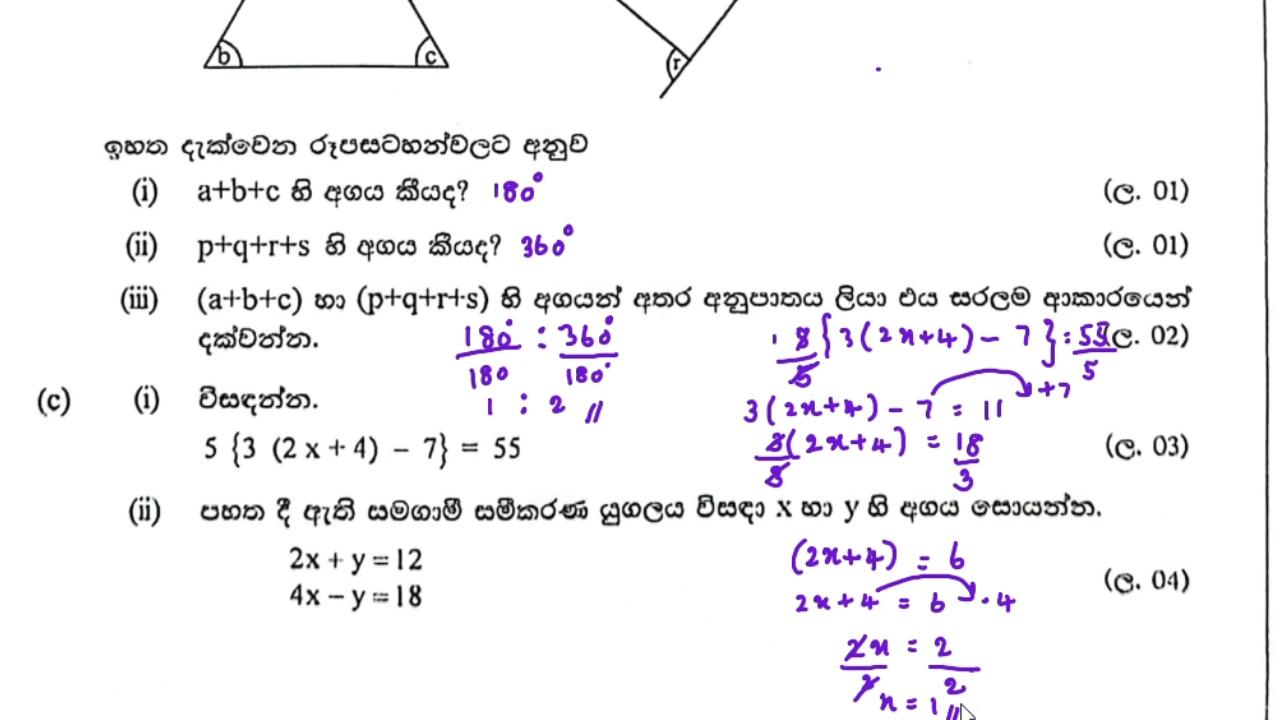 b c r
ඉහත දැක්වෙන රූපසටහන්වලට අනුව
(i) a+b+c හි අගය කීයද? 180° (ල. 01)
(ii) p+q+r+s හි අගය කීයද? 360° (ල. 01)
(iii) (a+b+c) හා (p+q+r+s) හි අගයන් අතර අනුපාතය ලියා එය සරලම ආකාරයෙන්
දක්වන්න. 180° : 360° {3(2x+4) - 7} = 55 (ල. 02)
180 180° 5 5
(c) (i) විසඳන්න. 1 : 2 // 3(2x+4) - 7 = 11 +7
5 {3 (2 x + 4) - 7} = 55 3(2x+4) = 18 (ල. 03)
3 3
(ii) පහත දී ඇති සමගාමී සමීකරණ යුගලය විසඳා x හා y හි අගය සොයන්න.
2x + y = 12 (2x+4) = 6
4x - y = 18 2x+4 = 6 - 4 (ල. 04)
2x = 2
2 2
x = 1 //